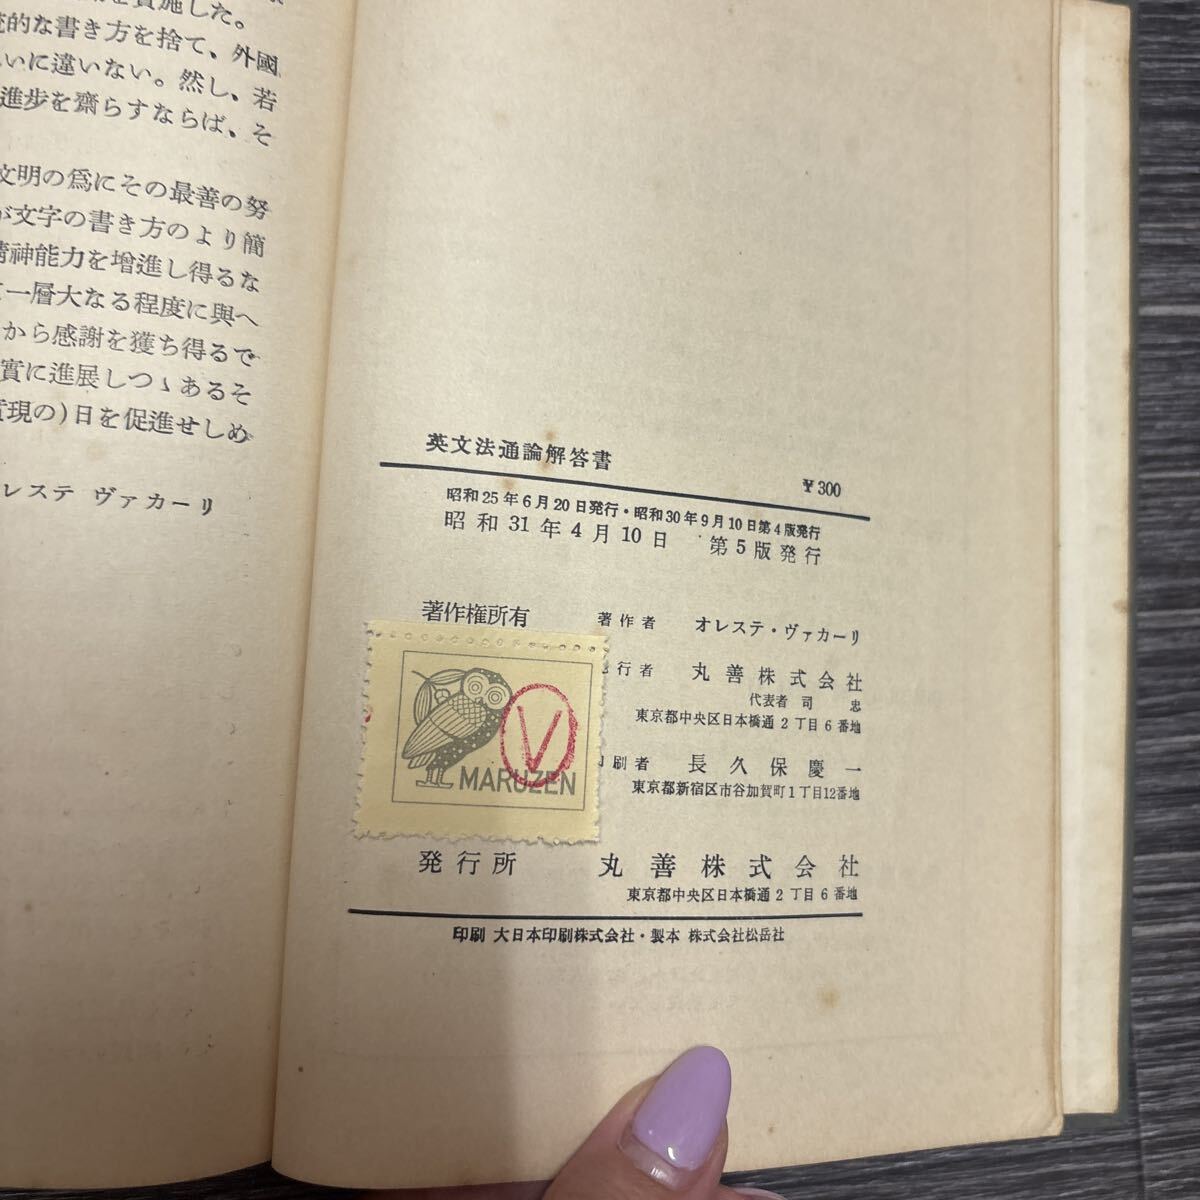 を実施した。
的な書き方を捨て、外國
いに違いない。然し、若
進步を齎らすならば、そ
文明の爲にその最善の努
が文字の書き方のより簡
精神能力を增進し得るな
一層大なる程度に與へ
から感謝を獲ち得るで
實に進展しつゝあるそ
現の)日を促進せしめ
レステ ヴァカーリ
英文法通論解答書
¥300
昭和25年6月20日発行・昭和30年9月10日第4版発行
昭和31年4月10日 第5版発行
著作権所有
著作者 オレステ・ヴァカーリ
行者 丸善株式会社
代表者 司 忠
東京都中央区日本橋通2丁目6番地
刷者 長久保慶一
東京都新宿区市谷加賀町1丁目12番地
V
MARUZEN
発行所 丸善株式会社
東京都中央区日本橋通2丁目6番地
印刷 大日本印刷株式会社・製本 株式会社松岳社